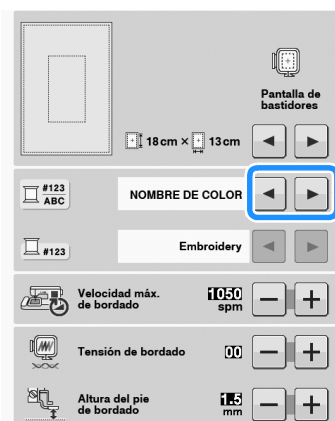 Pantalla de
bastidores
18 cm × 13 cm
#123
ABC
NOMBRE DE COLOR
#123
Embroidery
Velocidad máx.
de bordado
1050
spm
Tensión de bordado
00
Altura del pie
de bordado
1.5
mm